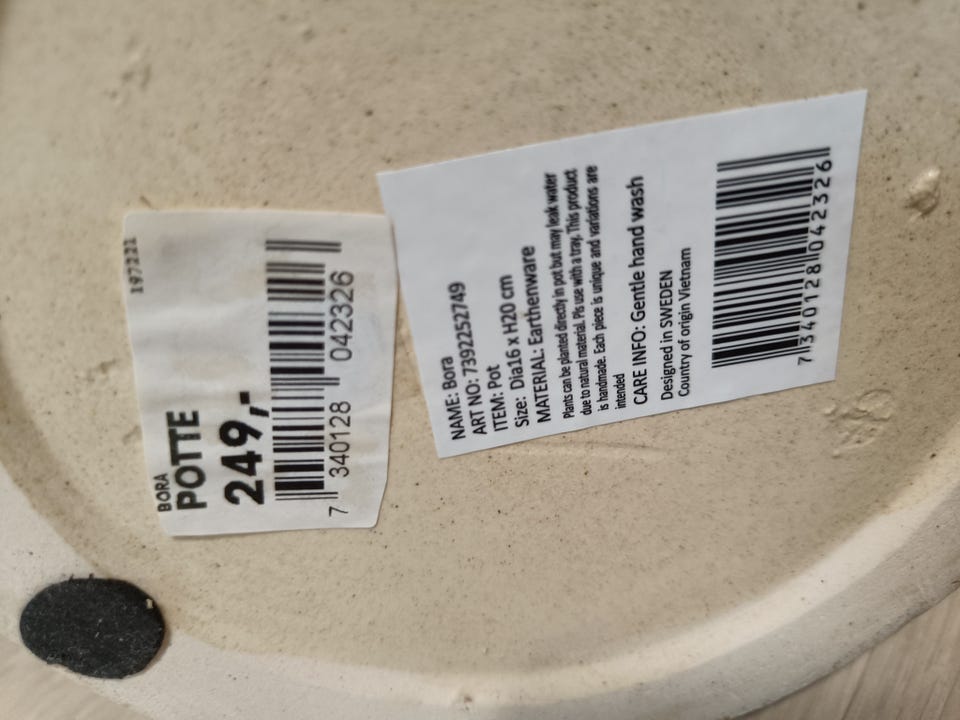 197221
BORA
POTTE
249,-
7 340128 042326
NAME: Bora
ART NO: 7392252749
ITEM: Pot
Size: Dia16 x H20 cm
MATERIAL: Earthenware
Plants can be planted directly in pot but may leak water
due to natural material. Pls use with a tray. This product
is handmade. Each piece is unique and variations are
intended
CARE INFO: Gentle hand wash
Designed in SWEDEN
Country of origin Vietnam
7 340128 042326